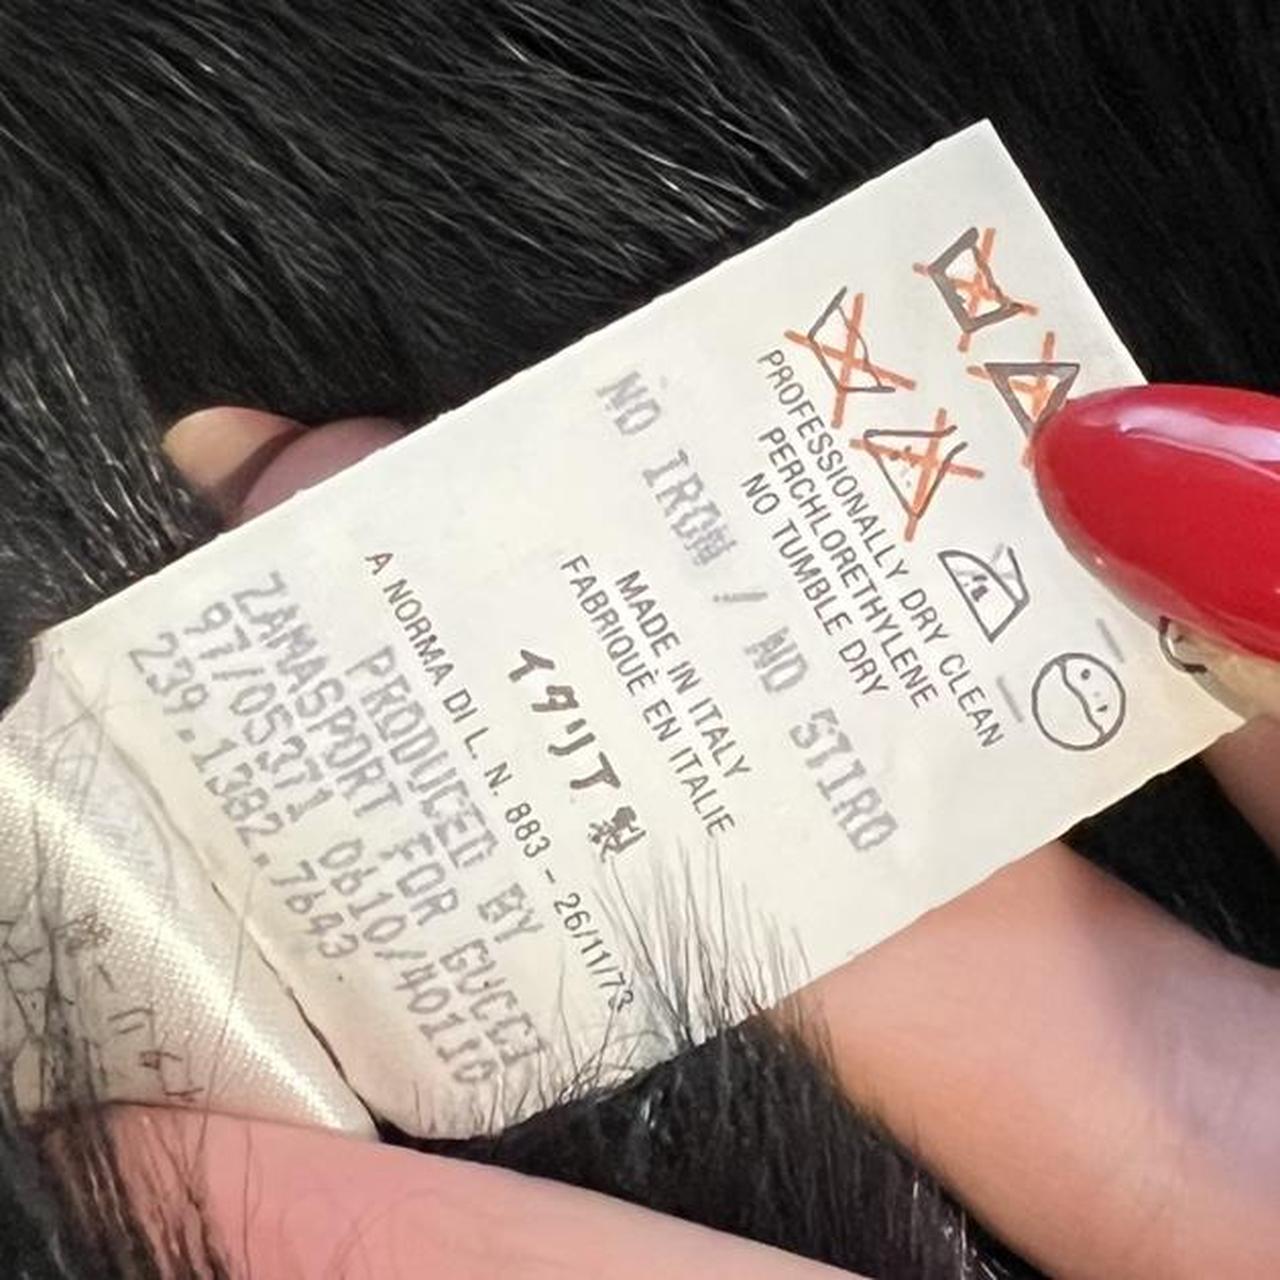 PROFESSIONALLY DRY CLEAN
PERCHLORETHYLENE
NO TUMBLE DRY
NO IRON / NO STIRO
MADE IN ITALY
FABRIQUÉ EN ITALIE
イタリア製
A NORMA DI L. N. 883 - 26/11/73
PRODUCED BY
ZAMASPORT FOR GUCCI
97/05371 0610/40110
239.1382.7643